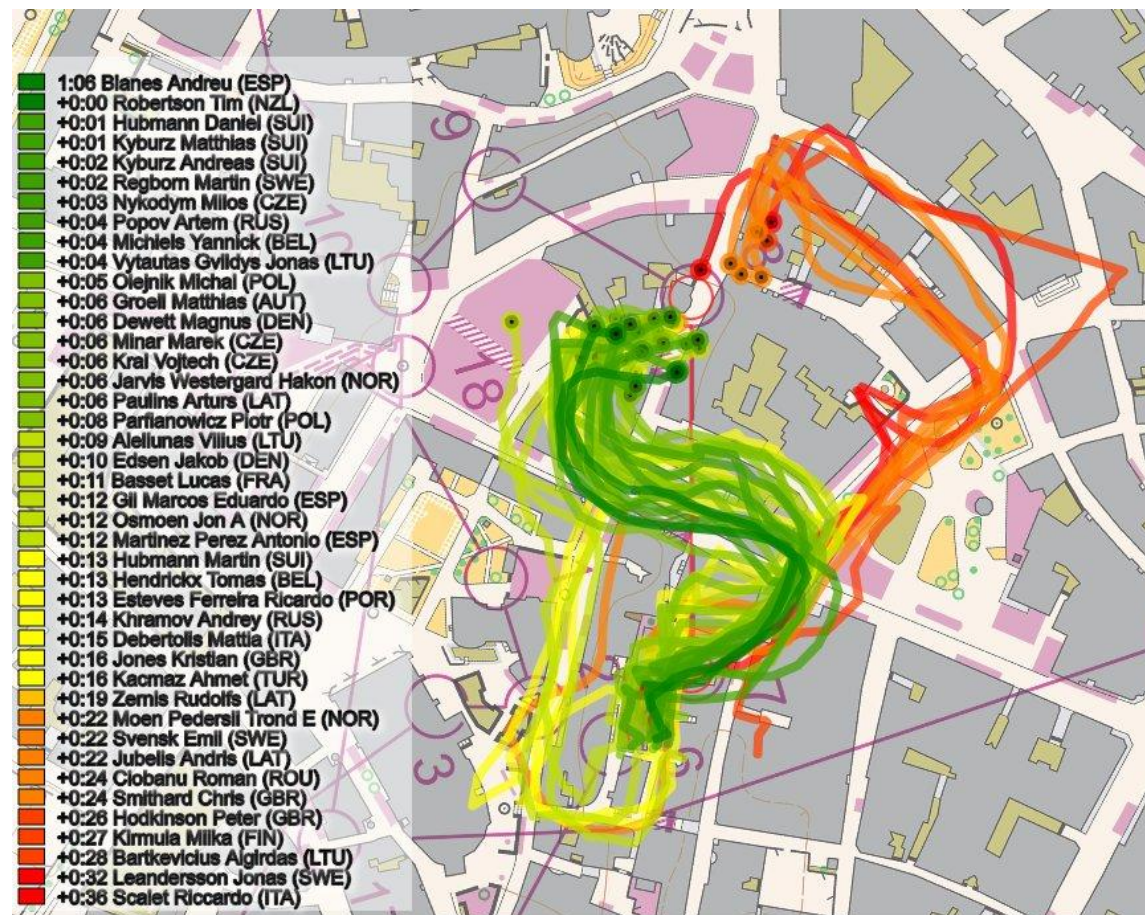 1:06 Blanes Andreu (ESP)
+0:00 Robertson Tim (NZL)
+0:01 Hubmann Daniel (SUI)
+0:01 Kyburz Matthias (SUI)
+0:02 Kyburz Andreas (SUI)
+0:02 Regborn Martin (SWE)
+0:03 Nykodym Milos (CZE)
+0:04 Popov Artem (RUS)
+0:04 Michiels Yannick (BEL)
+0:04 Vytautas Gvildys Jonas (LTU)
+0:05 Olejnik Michal (POL)
+0:06 Groell Matthias (AUT)
+0:06 Dewett Magnus (DEN)
+0:06 Minar Marek (CZE)
+0:06 Kral Vojtech (CZE)
+0:06 Jarvis Westergard Hakon (NOR)
+0:06 Paulins Arturs (LAT)
+0:08 Parfianowicz Piotr (POL)
+0:09 Aleliunas Vilius (LTU)
+0:10 Edsen Jakob (DEN)
+0:11 Basset Lucas (FRA)
+0:12 Gil Marcos Eduardo (ESP)
+0:12 Osmoen Jon A (NOR)
+0:12 Martinez Perez Antonio (ESP)
+0:13 Hubmann Martin (SUI)
+0:13 Hendrickx Tomas (BEL)
+0:13 Esteves Ferreira Ricardo (POR)
+0:14 Khramov Andrey (RUS)
+0:15 Debertolis Mattia (ITA)
+0:16 Jones Kristian (GBR)
+0:16 Kacmaz Ahmet (TUR)
+0:19 Zernis Rudolfs (LAT)
+0:22 Moen Pedersli Trond E (NOR)
+0:22 Svensk Emil (SWE)
+0:22 Jubelis Andris (LAT)
+0:24 Ciobanu Roman (ROU)
+0:24 Smithard Chris (GBR)
+0:26 Hodkinson Peter (GBR)
+0:27 Kirmula Miika (FIN)
+0:28 Bartkevicius Algirdas (LTU)
+0:32 Leandersson Jonas (SWE)
+0:36 Scalet Riccardo (ITA)
9
10
18
3
6
7